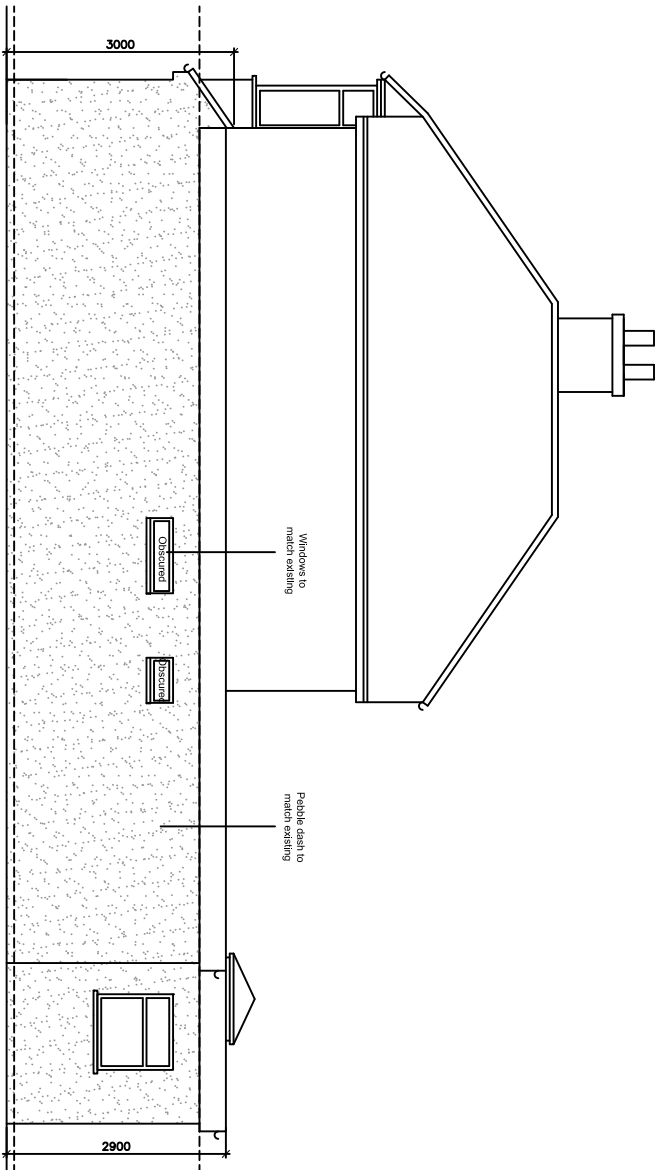 3000
Windows to
match existing
Obscured
Obscured
Pebble dash to
match existing
2900